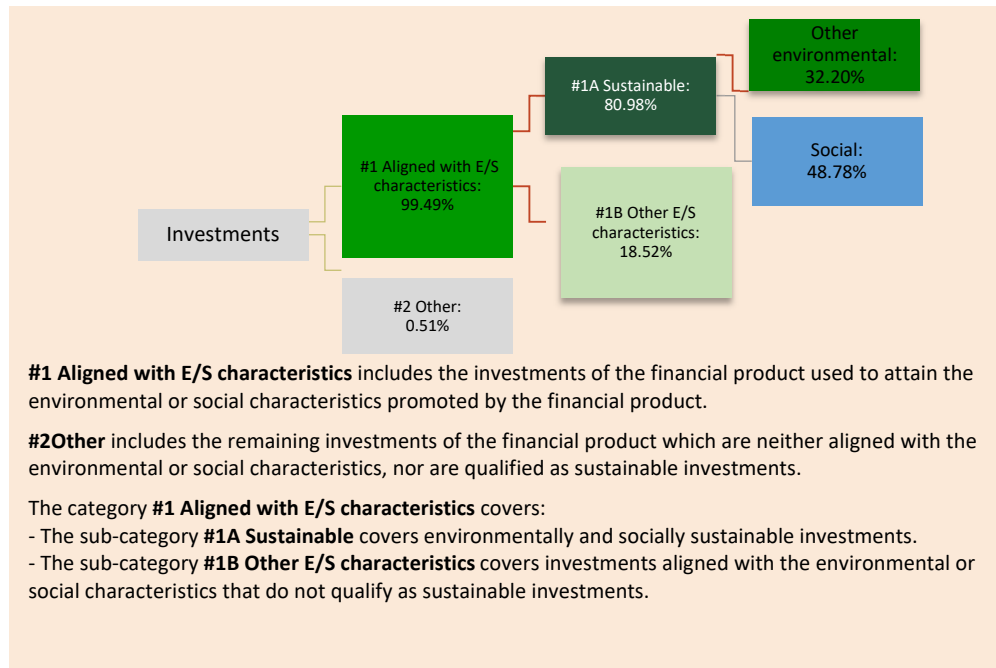 Other
environmental:
32.20%
#1A Sustainable:
80.98%
Social:
48.78%
#1 Aligned with E/S
characteristics:
99.49%
#1B Other E/S
characteristics:
18.52%
Investments
#2 Other:
0.51%
#1 Aligned with E/S characteristics includes the investments of the financial product used to attain the
environmental or social characteristics promoted by the financial product.
#2Other includes the remaining investments of the financial product which are neither aligned with the
environmental or social characteristics, nor are qualified as sustainable investments.
The category #1 Aligned with E/S characteristics covers:
- The sub-category #1A Sustainable covers environmentally and socially sustainable investments.
- The sub-category #1B Other E/S characteristics covers investments aligned with the environmental or
social characteristics that do not qualify as sustainable investments.